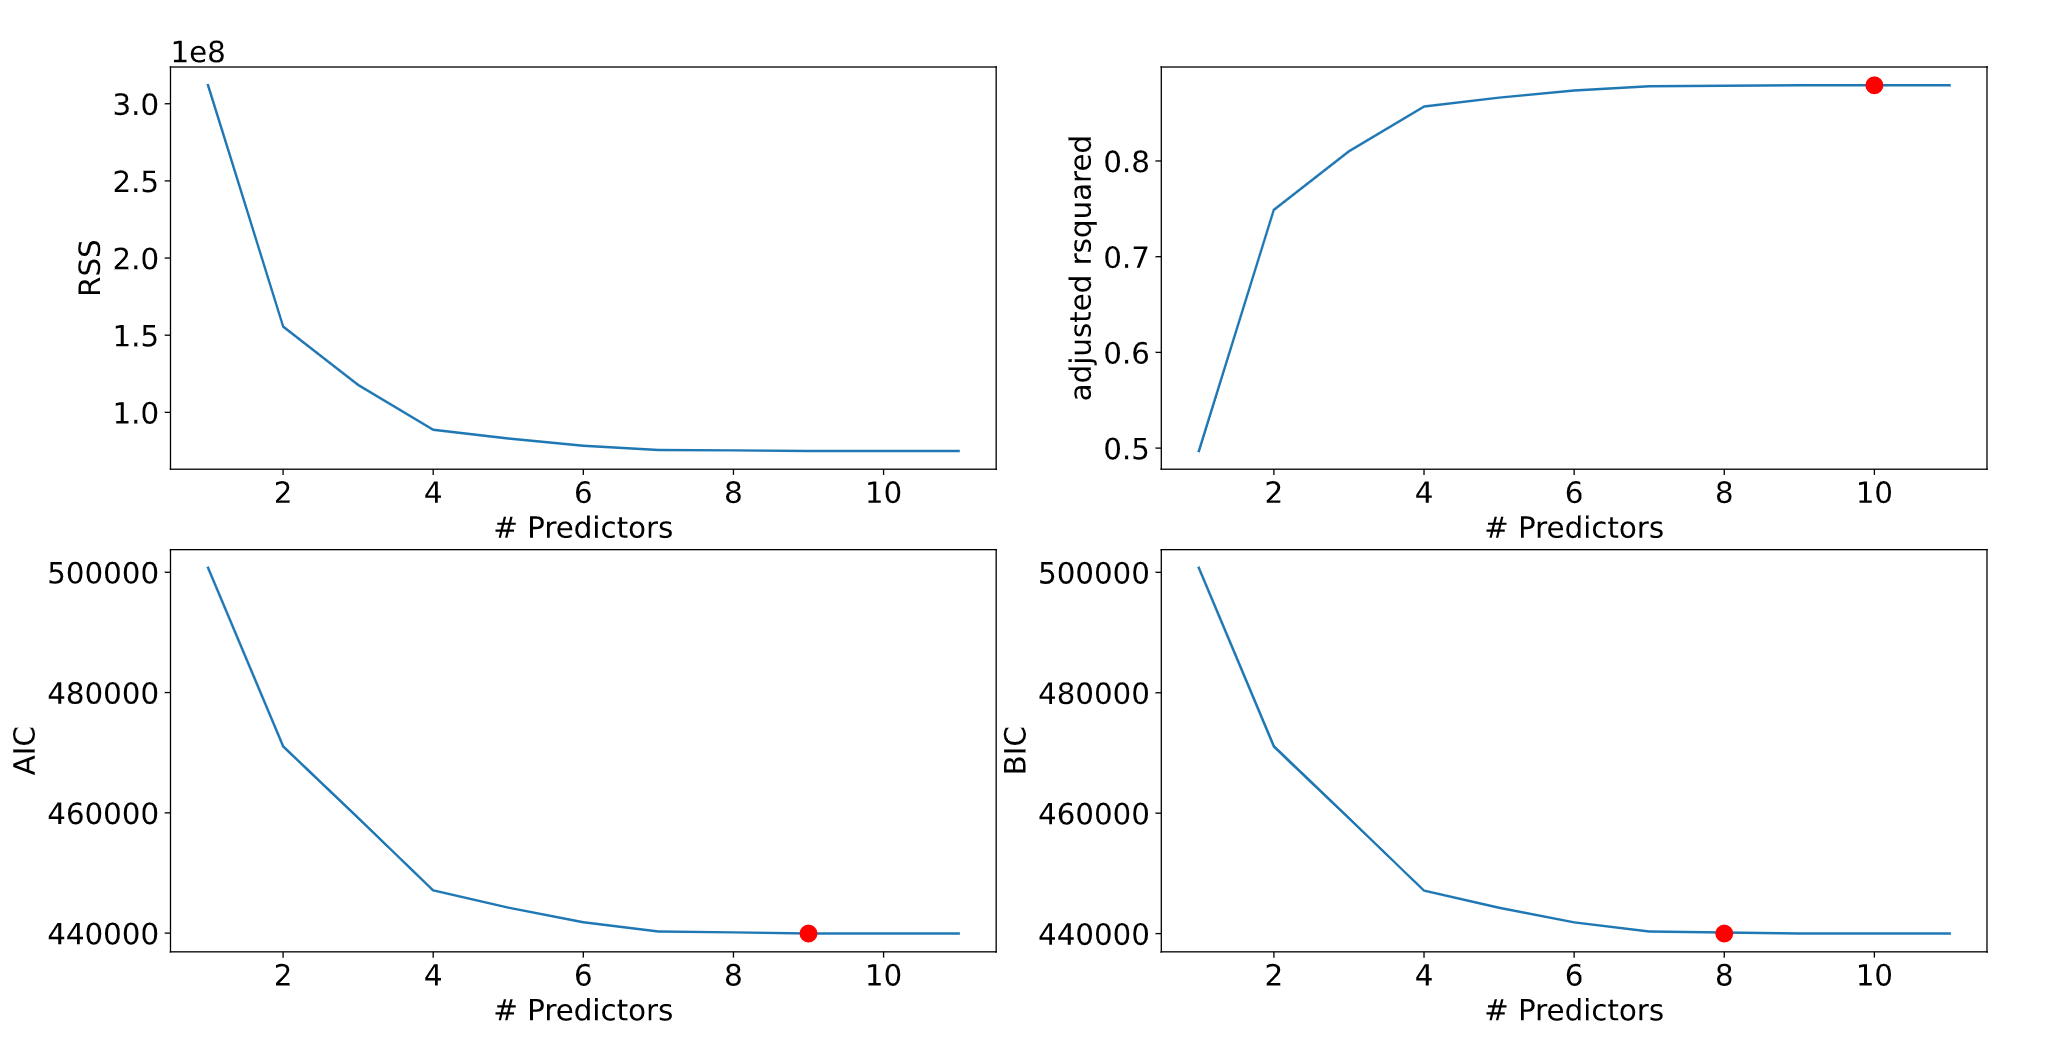 1e8
3.0
2.5
2.0
1.5
1.0
RSS
2 4 6 8 10
# Predictors
0.8
0.7
0.6
0.5
adjusted rsquared
2 4 6 8 10
# Predictors
500000
480000
460000
440000
AIC
2 4 6 8 10
# Predictors
500000
480000
460000
440000
BIC
2 4 6 8 10
# Predictors